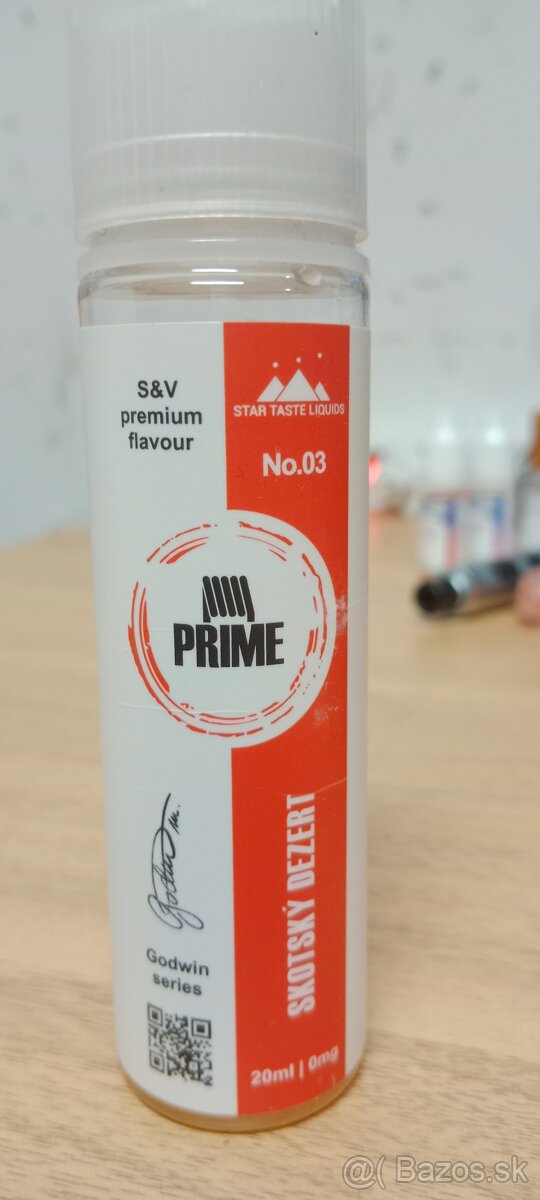 S&V
premium
flavour
STAR TASTE LIQUIDS
No.03
PRIME
SKOTSKÝ DEZERT
Godwin
series
20ml | 0mg
@( Bazos.sk